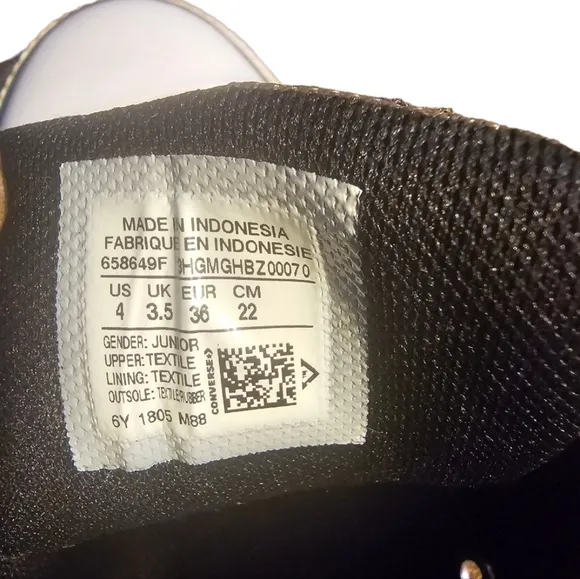 MADE IN INDONESIA
FABRIQUE EN INDONESIE
658649F 3HGMGHBZ00070
US UK EUR CM
4 3.5 36 22
GENDER: JUNIOR
UPPER: TEXTILE
LINING: TEXTILE
OUTSOLE: TEXTILE/RUBBER
6Y 1805 M88
CONVERSE